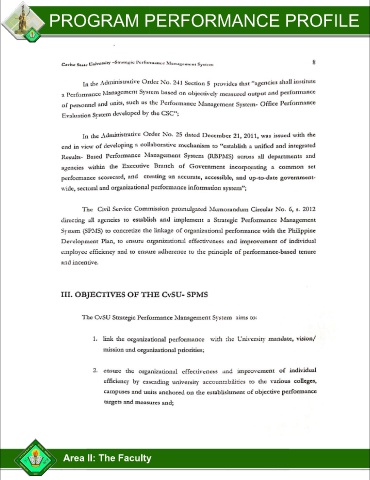 PROGRAM PERFORMANCE PROFILE
Cavite State University -Strategic Performance Management System 8
In the Administrative Order No. 241 Section 5 provides that "agencies shall institute
a Performance Management System based on objectively measured output and performance
of personnel and units, such as the Performance Management System- Office Performance
Evaluation System developed by the CSC";
In the Administrative Order No. 25 dated December 21, 2011, was issued with the
end in view of developing a collaborative mechanism to "establish a unified and integrated
Results- Based Performance Management System (RBPMS) across all departments and
agencies within the Executive Branch of Government incorporating a common set
performance scorecard, and creating an accurate, accessible, and up-to-date government-
wide, sectoral and organizational performance information system";
The Civil Service Commission promulgated Memorandum Circular No. 6, s. 2012
directing all agencies to establish and implement a Strategic Performance Management
System (SPMS) to concretize the linkage of organizational performance with the Philippine
Development Plan, to ensure organizational effectiveness and improvement of individual
employee efficiency and to ensure adherence to the principle of performance-based tenure
and incentive.
III. OBJECTIVES OF THE CvSU- SPMS
The CvSU Strategic Performance Management System aims to:
1. link the organizational performance with the University mandate, vision/
mission and organizational priorities;
2. ensure the organizational effectiveness and improvement of individual
efficiency by cascading university accountabilities to the various colleges,
campuses and units anchored on the establishment of objective performance
targets and measures and;
Area II: The Faculty